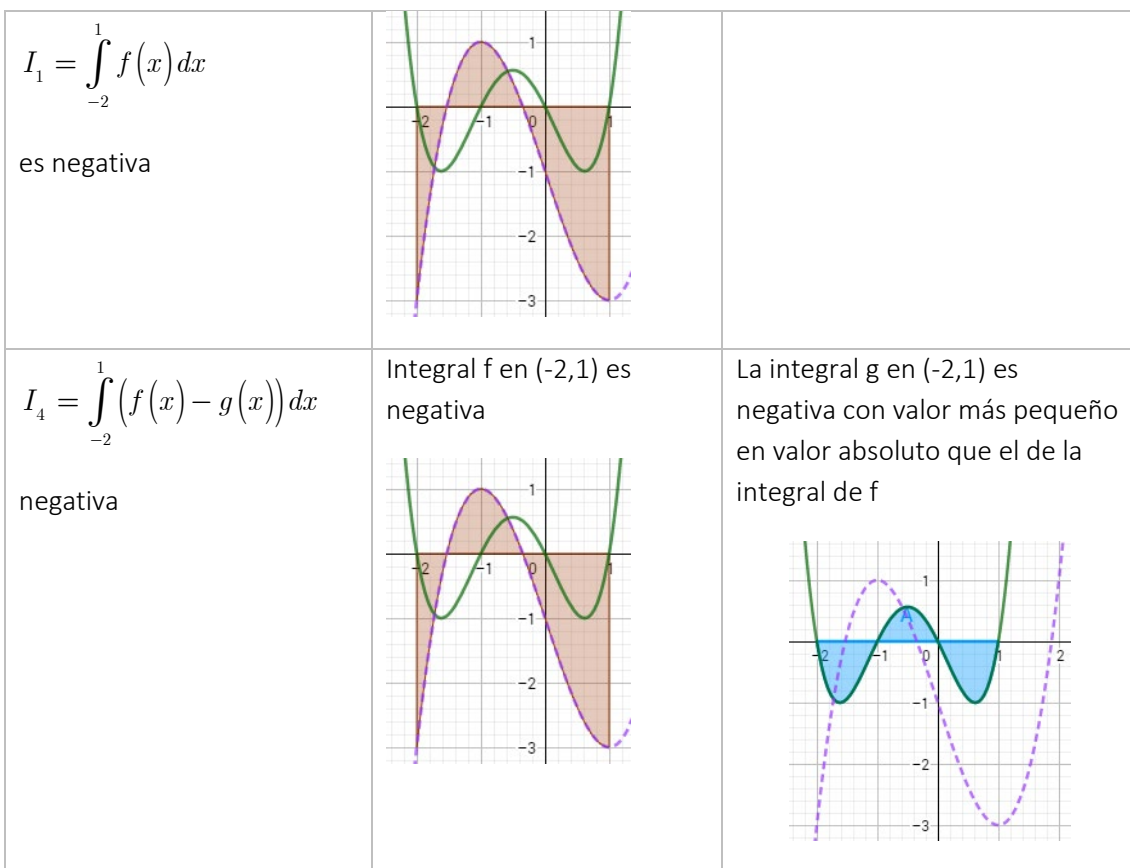 I₁ = ∫₋₂¹ f(x)dx
es negativa
1
-2 -1 0 1
-1
-2
-3
I₄ = ∫₋₂¹ (f(x) − g(x))dx
negativa
Integral f en (-2,1) es
negativa
1
-2 -1 0 1
-1
-2
-3
La integral g en (-2,1) es
negativa con valor más pequeño
en valor absoluto que el de la
integral de f
1
A
-2 -1 0 1 2
-1
-2
-3